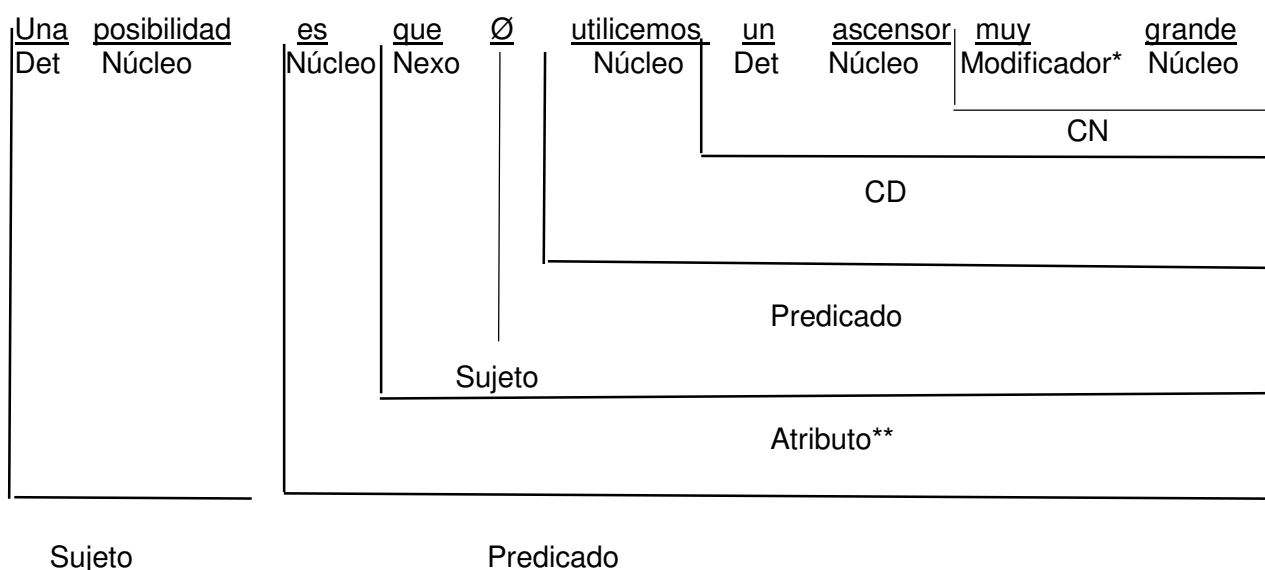 Una posibilidad es que Ø utilicemos un ascensor muy grande
Det Núcleo Núcleo Nexo Núcleo Det Núcleo Modificador* Núcleo
CN
CD
Predicado
Sujeto
Atributo**
Sujeto Predicado